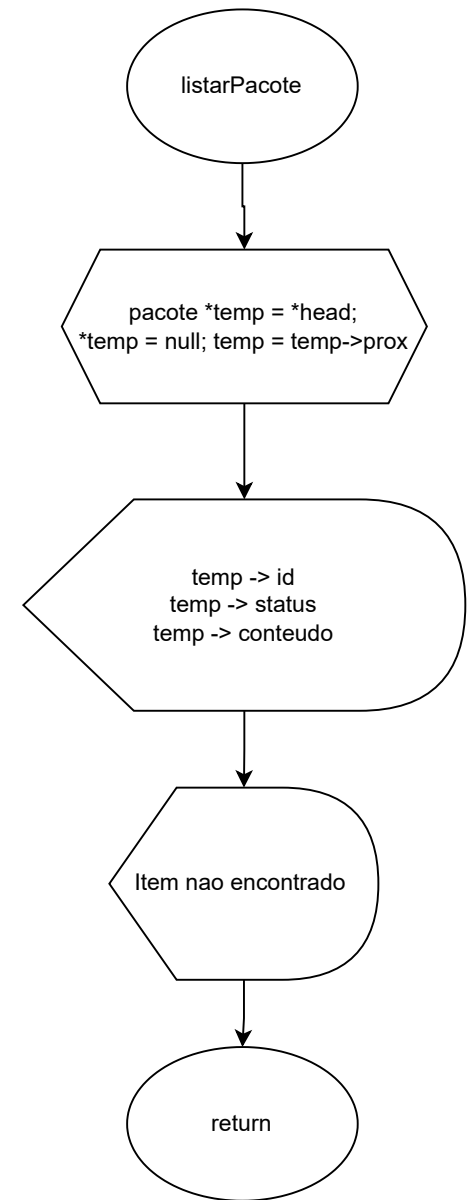 listarPacote
pacote *temp = *head;
*temp = null; temp = temp->prox
temp -> id
temp -> status
temp -> conteudo
Item nao encontrado
return